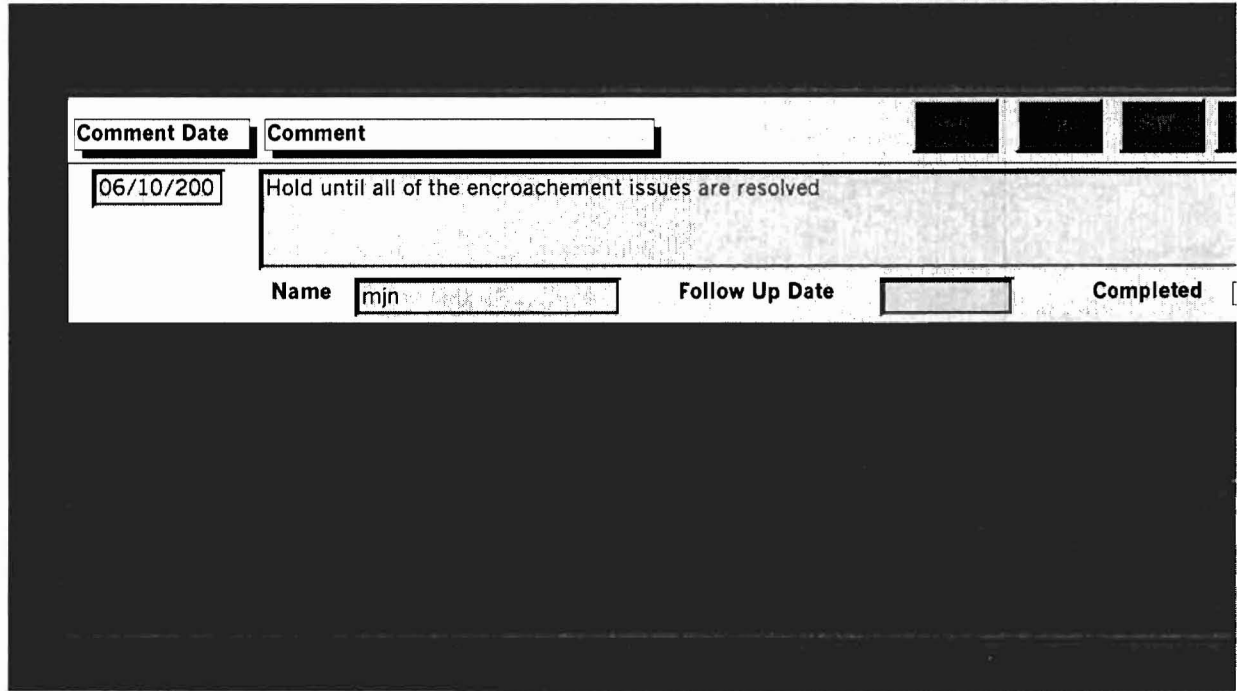 Comment Date Comment
06/10/200 Hold until all of the encroachement issues are resolved
Name mjn Follow Up Date Completed